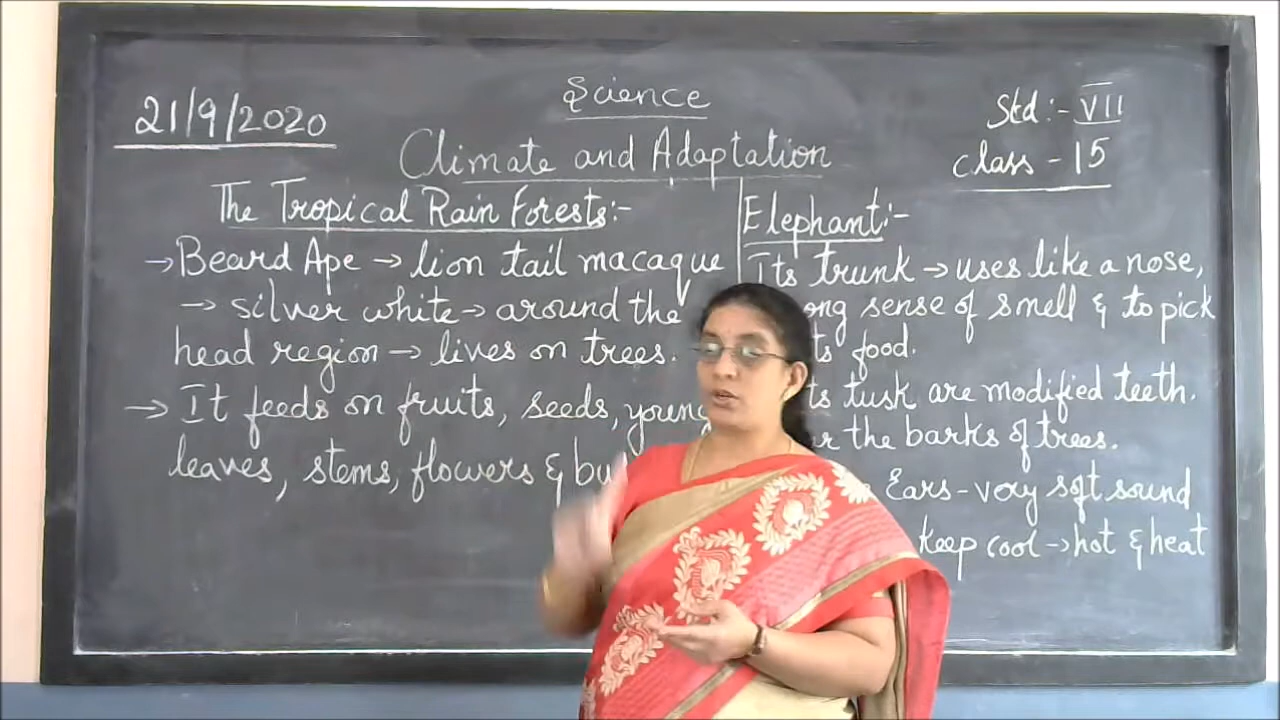 Science
21/9/2020
Std:- VII
Class - 15
Climate and Adaptation
The Tropical Rain Forests:-
→ Beard Ape → lion tail macaque
→ silver white → around the
head region → lives on trees.
→ It feeds on fruits, seeds, young
leaves, stems, flowers &
Elephant:-
Its trunk → uses like a nose,
sense of smell & to pick
food.
tusk are modified teeth.
the barks of trees.
Ears - very soft sound
keep cool → hot & heat